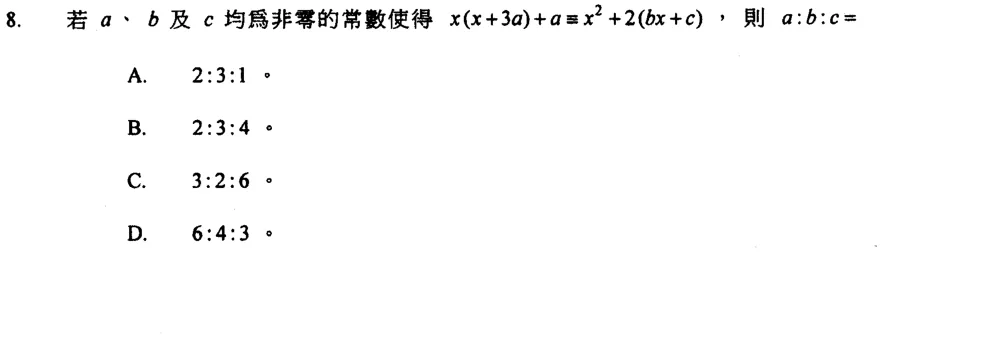 8. 若 a、b 及 c 均爲非零的常數使得 x(x+3a)+a≡x²+2(bx+c)，則 a:b:c=
A. 2:3:1。
B. 2:3:4。
C. 3:2:6。
D. 6:4:3。